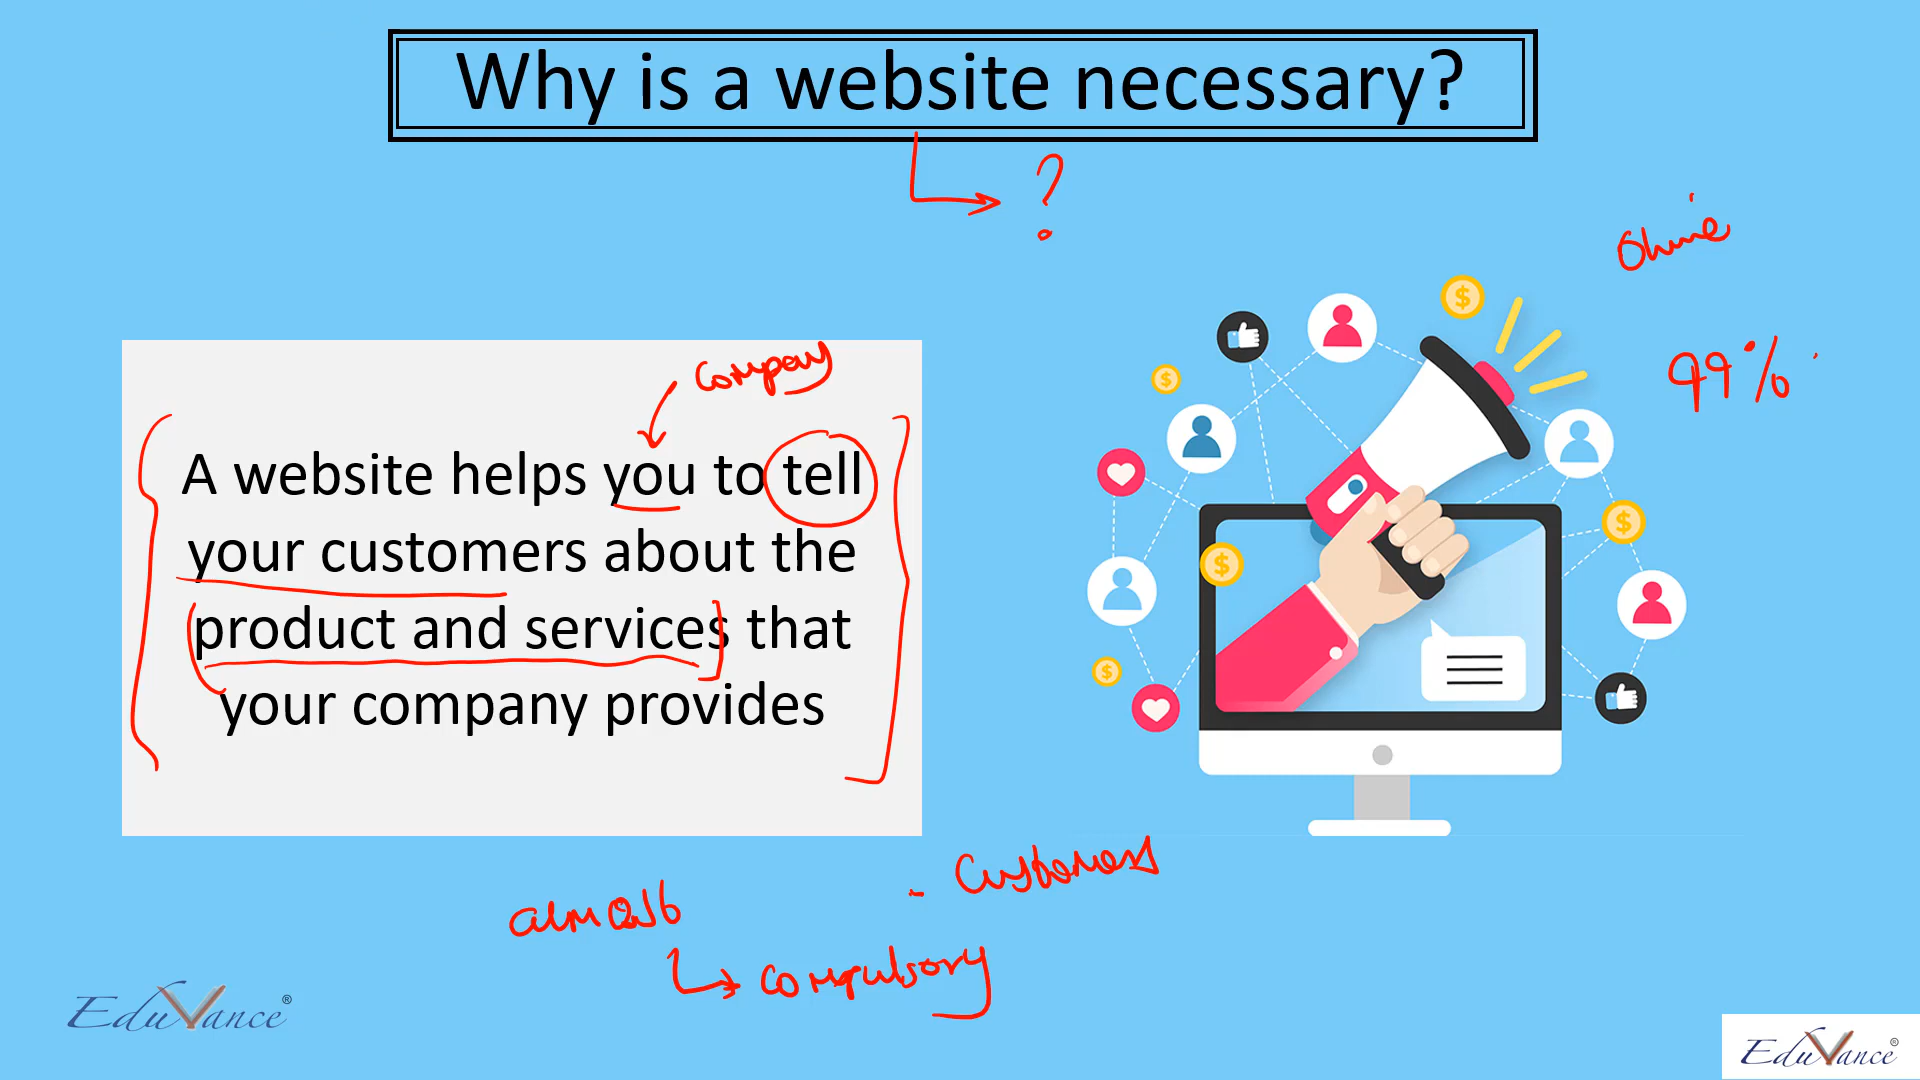 Why is a website necessary?
?
99%
Company
A website helps you to tell
your customers about the
product and services that
your company provides
- Customers
almost
compulsory
EduVance®
EduVance®